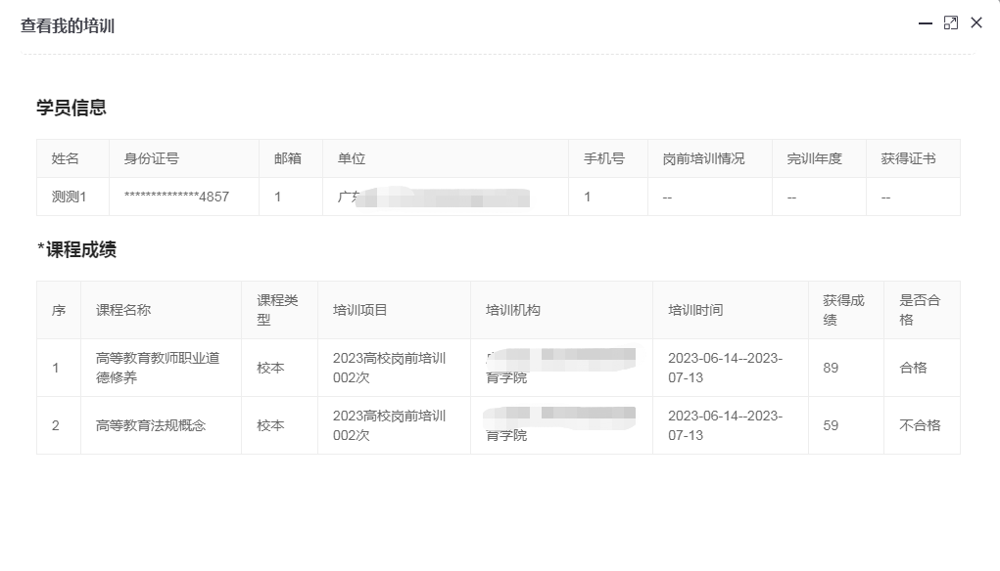 查看我的培训
学员信息
姓名 身份证号 邮箱 单位 手机号 岗前培训情况 完训年度 获得证书
测测1 **************4857 1 广东 1 -- -- --
*课程成绩
序 课程名称 课程类型 培训项目 培训机构 培训时间 获得成绩 是否合格
1 高等教育教师职业道德修养 校本 2023高校岗前培训002次 育学院 2023-06-14--2023-07-13 89 合格
2 高等教育法规概念 校本 2023高校岗前培训002次 育学院 2023-06-14--2023-07-13 59 不合格